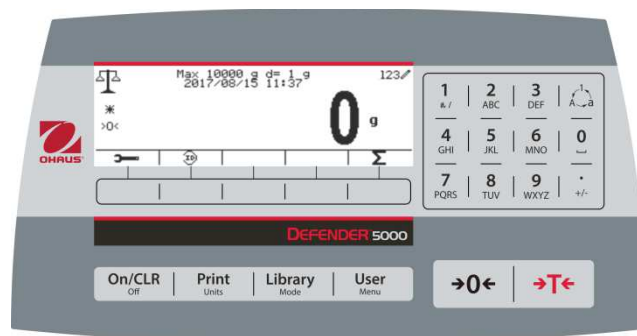 Max 10000 g d= 1 g
2017/08/15 11:37
123
>0<
0 g
ID
Σ
OHAUS
DEFENDER 5000
1 & / 2 ABC 3 DEF A 1 a
4 GHI 5 JKL 6 MNO 0
7 PQRS 8 TUV 9 WXYZ . +/-
On/CLR Print Library User
Off Units Mode Menu
→0← →T←